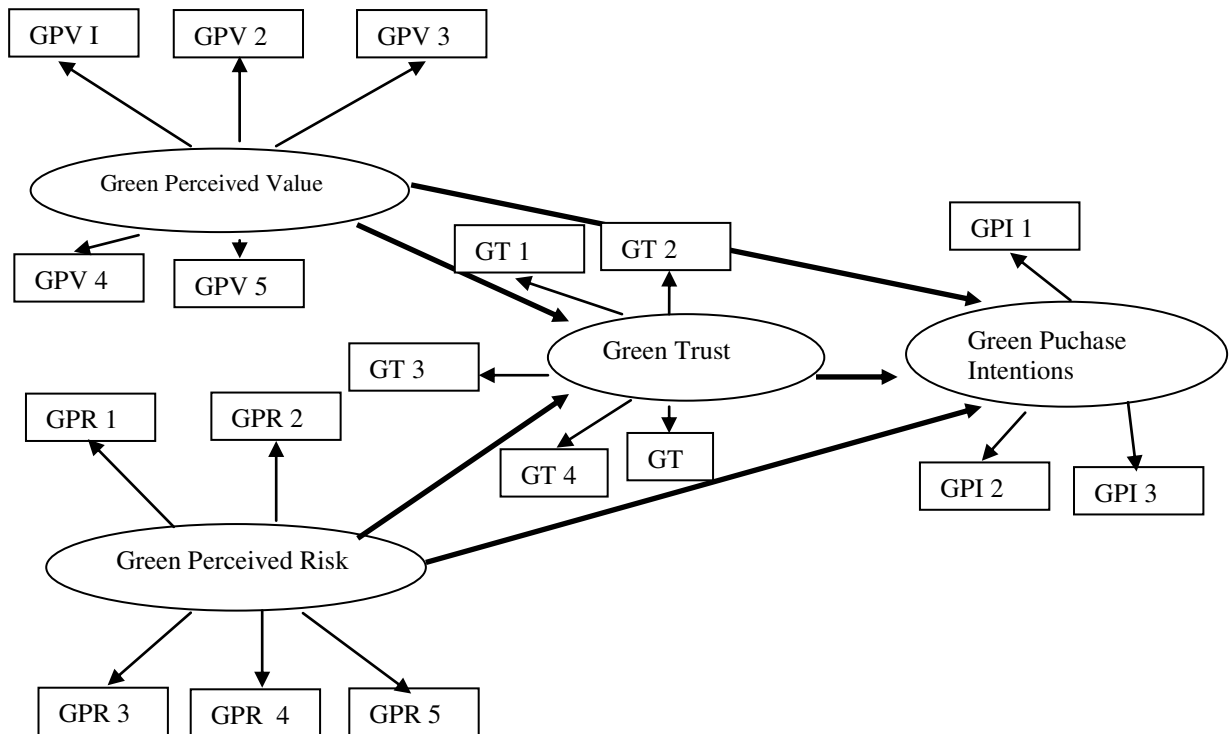 GPV I
GPV 2
GPV 3
Green Perceived Value
GT 1
GT 2
GPI 1
GPV 4
GPV 5
Green Trust
Green Puchase
Intentions
GT 3
GPR 1
GPR 2
GT 4
GT
GPI 2
GPI 3
Green Perceived Risk
GPR 3
GPR  4
GPR 5